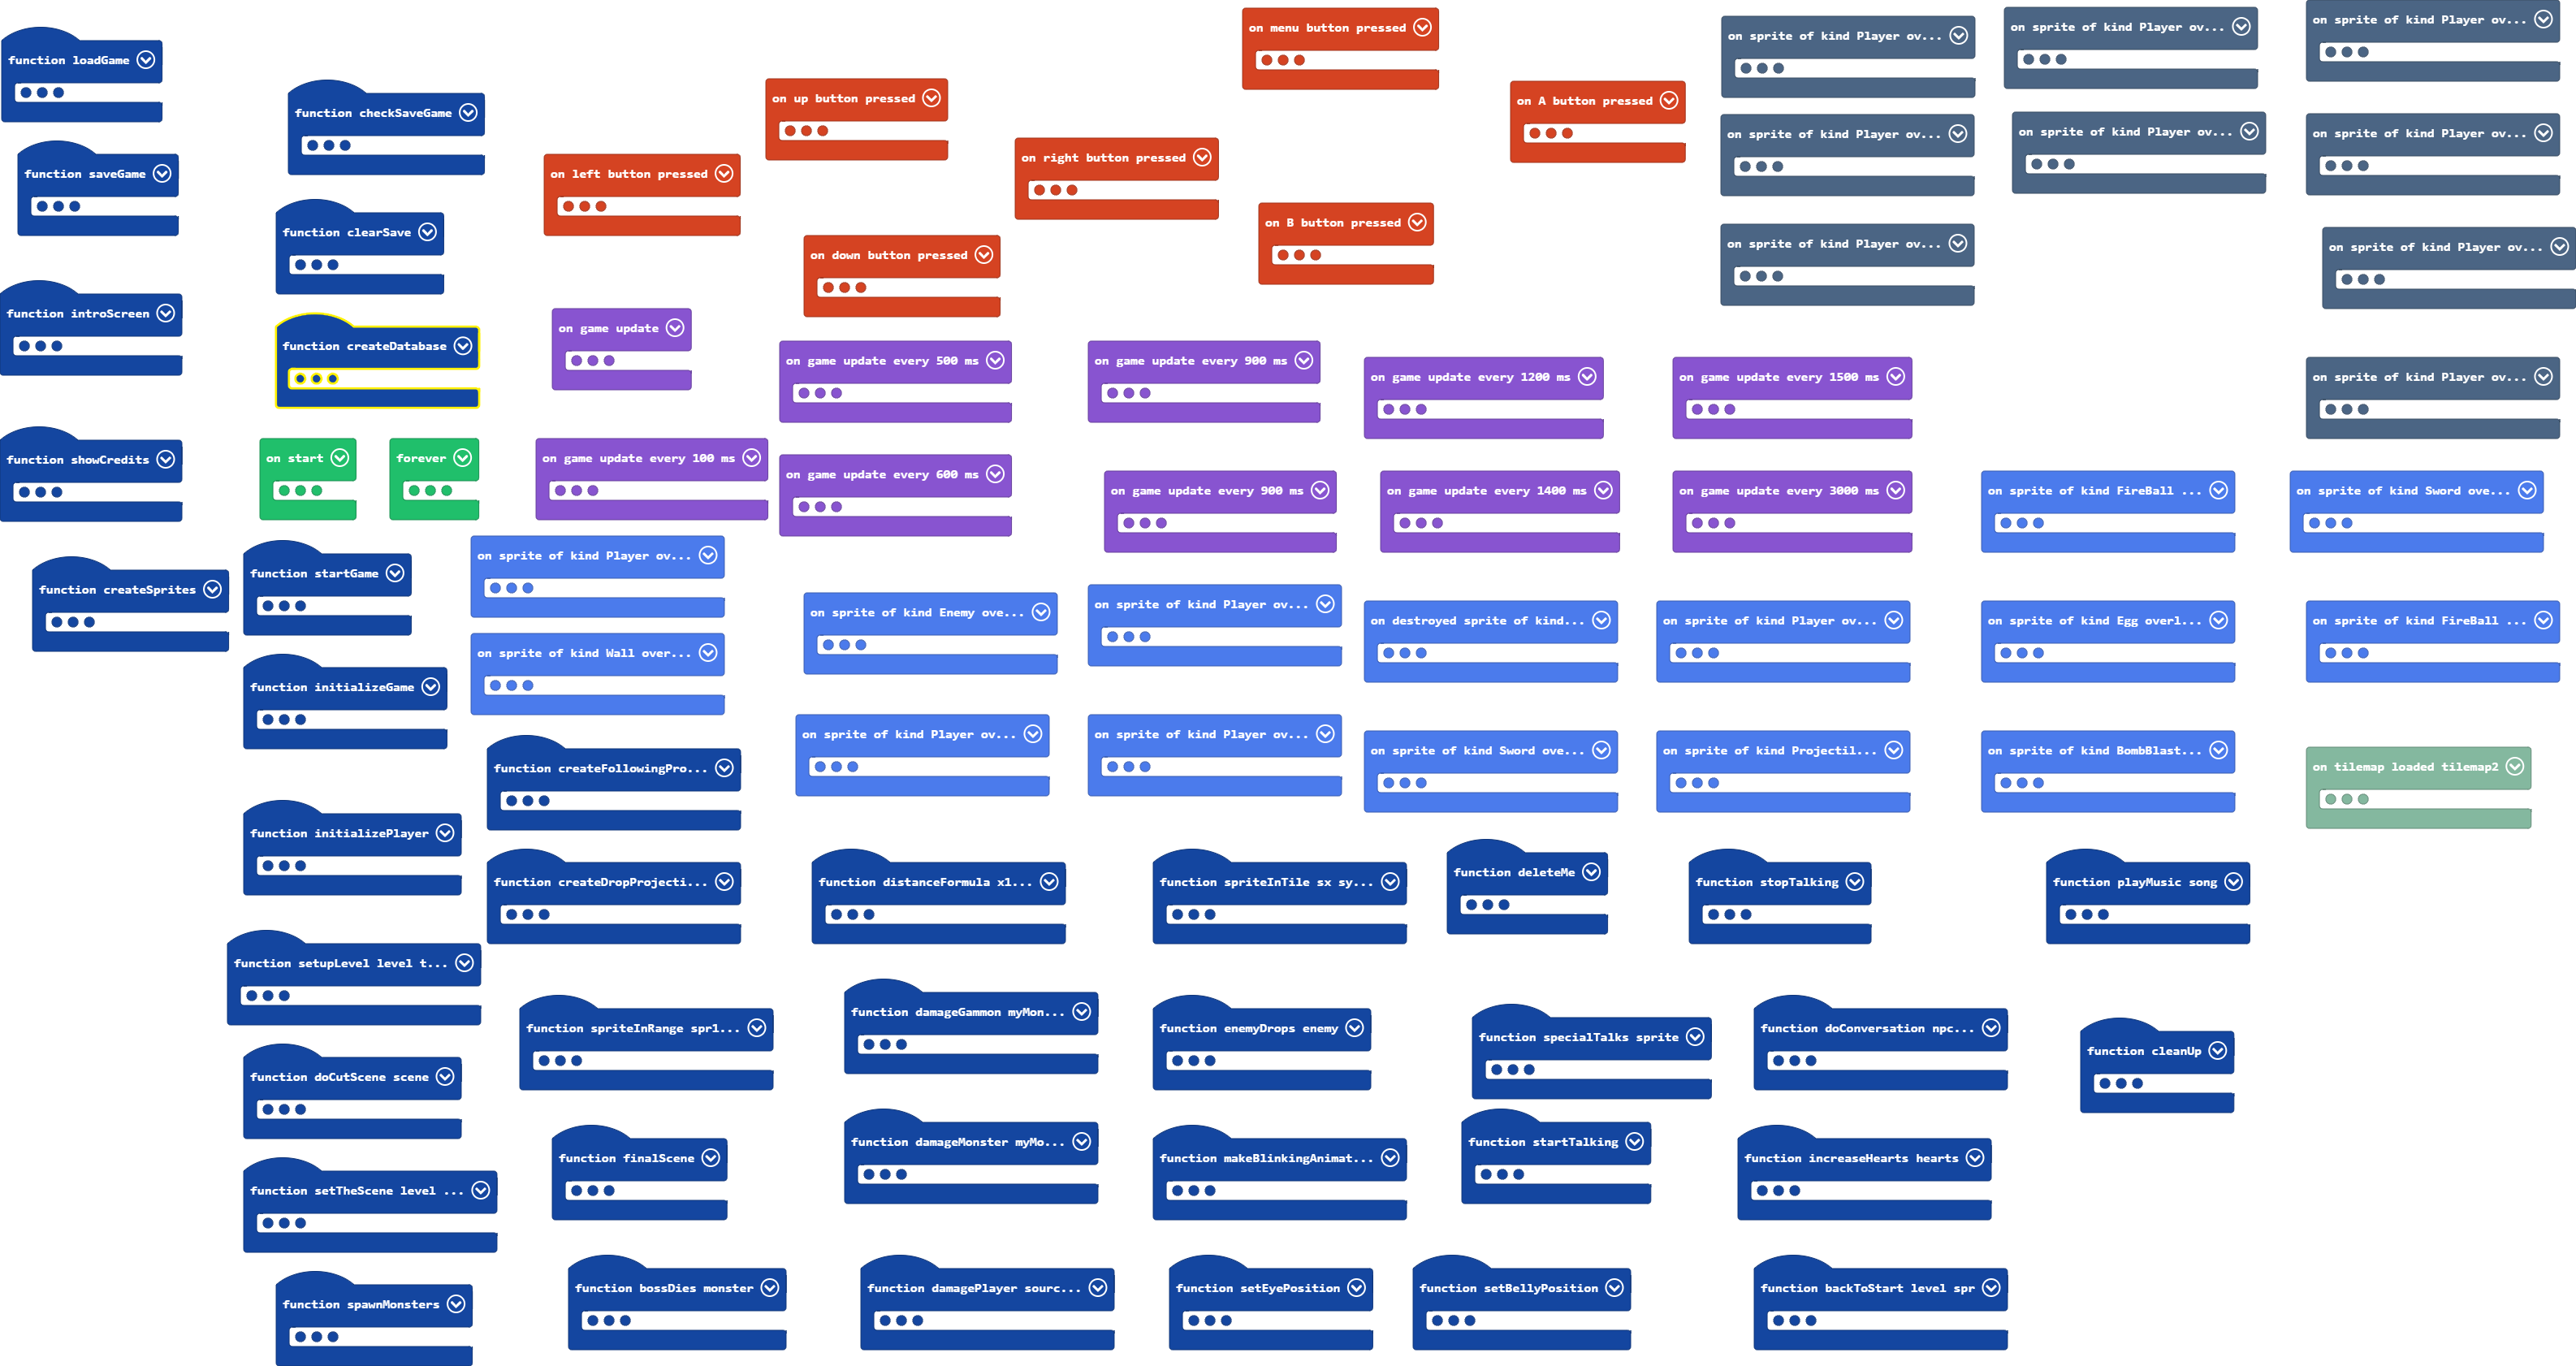 function loadGame
function saveGame
function introScreen
function showCredits
function createSprites
function checkSaveGame
function clearSave
function createDatabase
on start
forever
function startGame
function initializeGame
function initializePlayer
function setupLevel level t...
function doCutScene scene
function setTheScene level ...
function spawnMonsters
on left button pressed
on up button pressed
on down button pressed
on right button pressed
on menu button pressed
on B button pressed
on A button pressed
on sprite of kind Player ov...
on sprite of kind Player ov...
on sprite of kind Player ov...
on sprite of kind Player ov...
on sprite of kind Player ov...
on sprite of kind Player ov...
on sprite of kind Player ov...
on sprite of kind Player ov...
on sprite of kind Player ov...
on game update
on game update every 100 ms
on game update every 500 ms
on game update every 600 ms
on game update every 900 ms
on game update every 900 ms
on game update every 1200 ms
on game update every 1400 ms
on game update every 1500 ms
on game update every 3000 ms
on sprite of kind FireBall ...
on sprite of kind Sword ove...
on sprite of kind Player ov...
on sprite of kind Wall over...
on sprite of kind Enemy ove...
on sprite of kind Player ov...
on sprite of kind Player ov...
on sprite of kind Player ov...
on destroyed sprite of kind...
on sprite of kind Sword ove...
on sprite of kind Player ov...
on sprite of kind Projectil...
on sprite of kind Egg overl...
on sprite of kind BombBlast...
on sprite of kind FireBall ...
on tilemap loaded tilemap2
function createFollowingPro...
function createDropProjecti...
function distanceFormula x1...
function spriteInTile sx sy...
function deleteMe
function stopTalking
function playMusic song
function spriteInRange spr1...
function damageGammon myMon...
function enemyDrops enemy
function specialTalks sprite
function doConversation npc...
function cleanUp
function finalScene
function damageMonster myMo...
function makeBlinkingAnimat...
function startTalking
function increaseHearts hearts
function bossDies monster
function damagePlayer sourc...
function setEyePosition
function setBellyPosition
function backToStart level spr